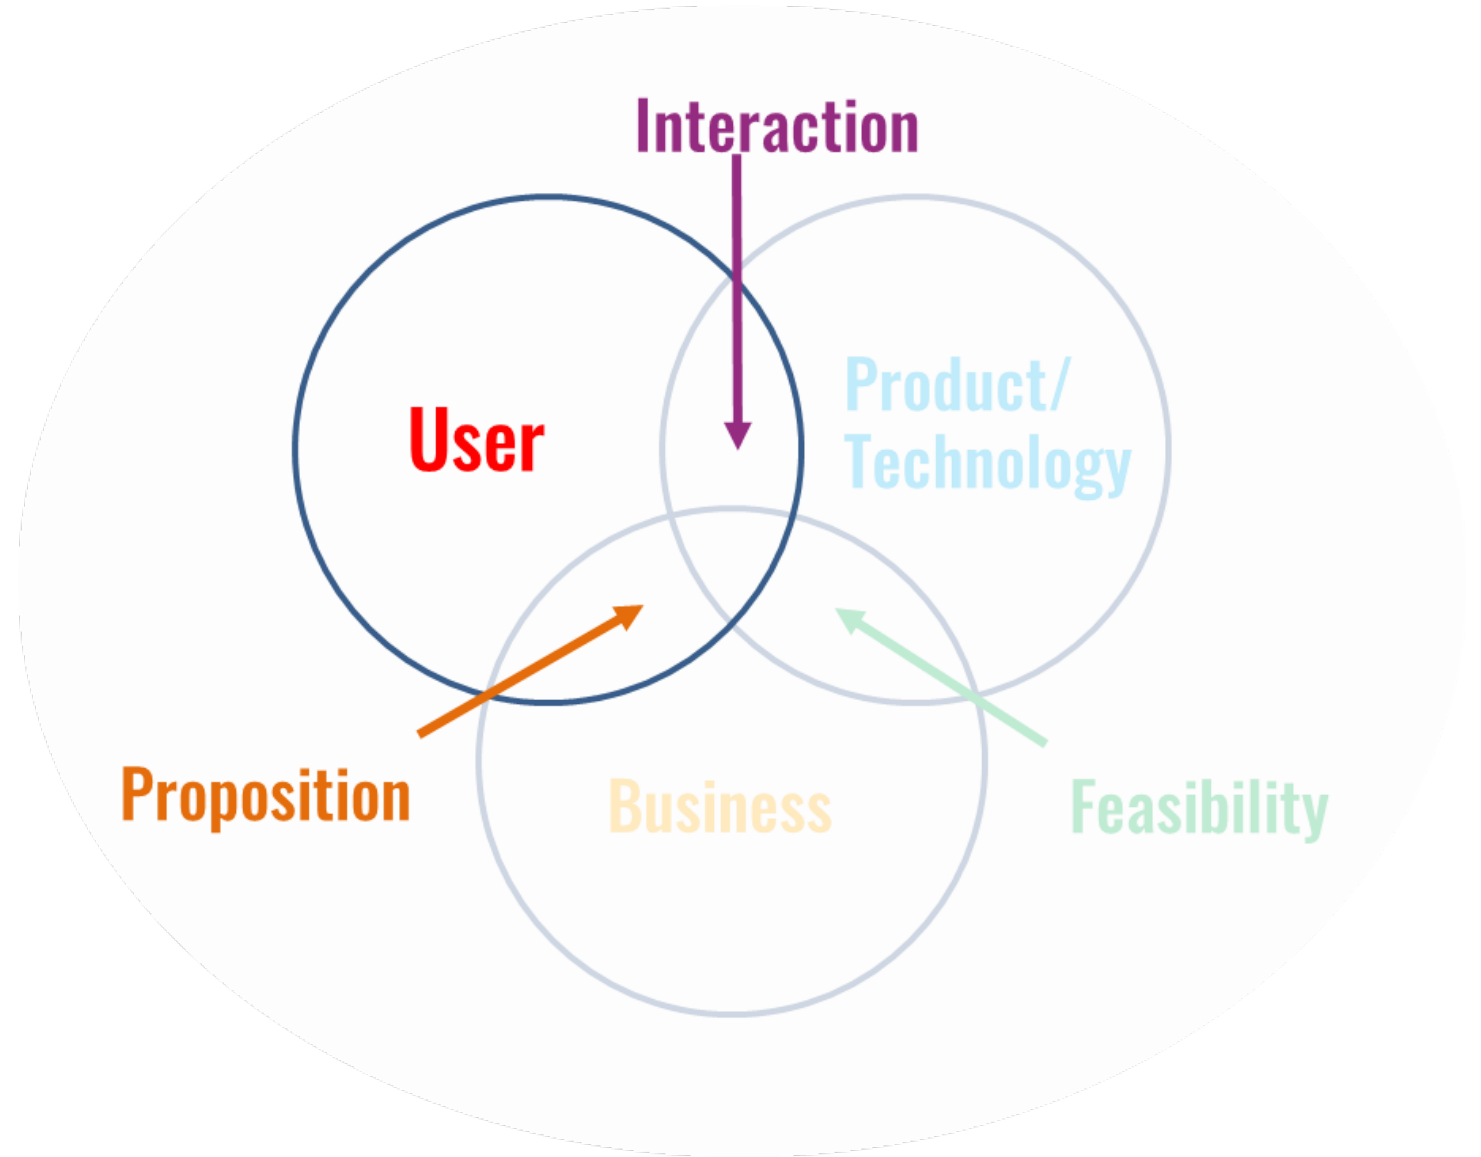 Interaction
User
Product/
Technology
Proposition
Business
Feasibility